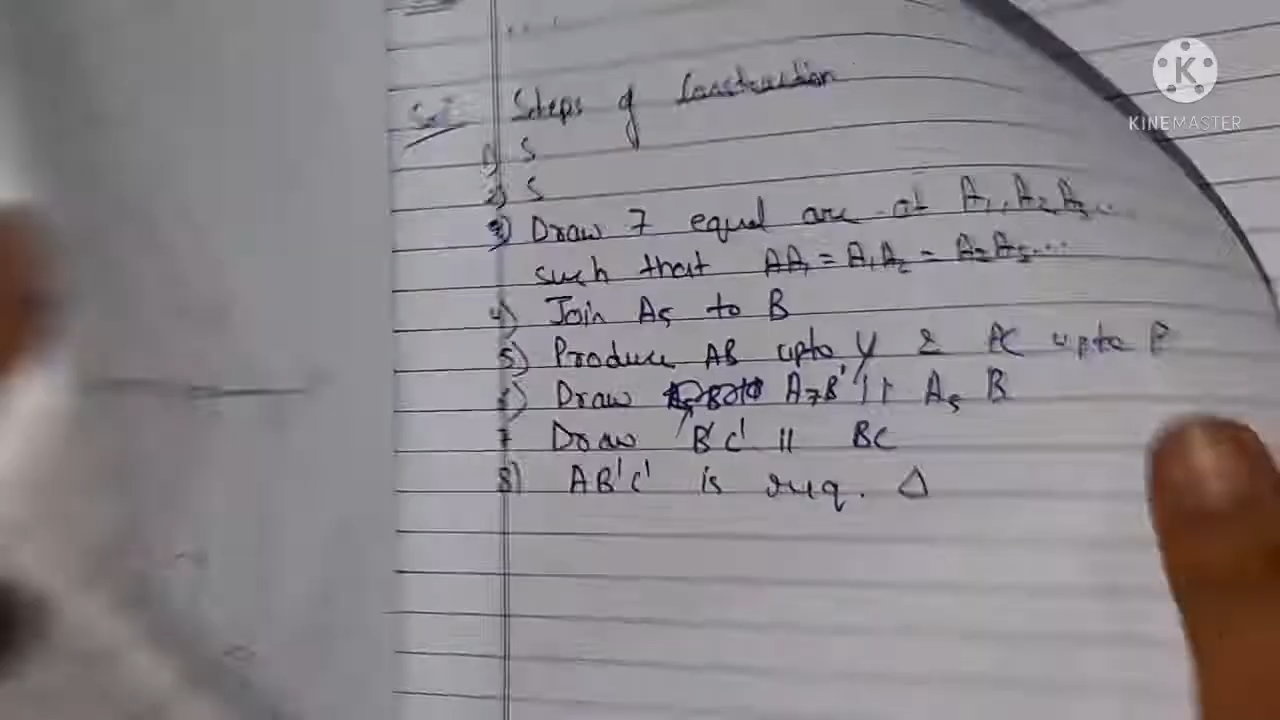 Sol Steps of Construction
1) S
2) S
3) Draw 7 equal arc at A₁, A₂ A₃...
such that AA₁ = A₁A₂ = A₂A₃...
4) Join A₅ to B
5) Produce AB upto Y & AC upto
6) Draw A₇B' || A₅ B
7 Draw B'C' || BC
8) AB'C' is req. Δ
KINEMASTER